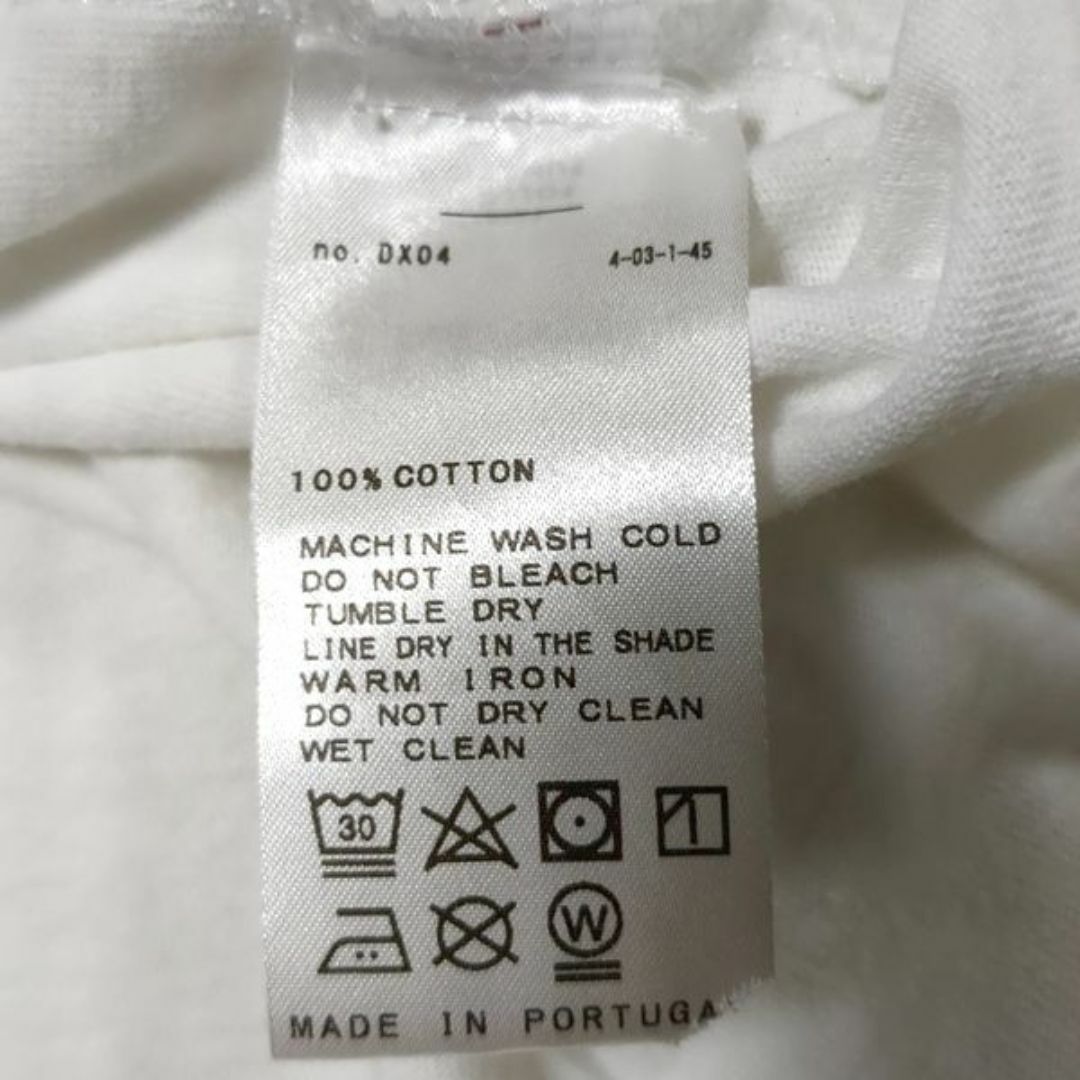 no. DX04 4-03-1-45
100% COTTON
MACHINE WASH COLD
DO NOT BLEACH
TUMBLE DRY
LINE DRY IN THE SHADE
WARM IRON
DO NOT DRY CLEAN
WET CLEAN
30
W
MADE IN PORTUGA